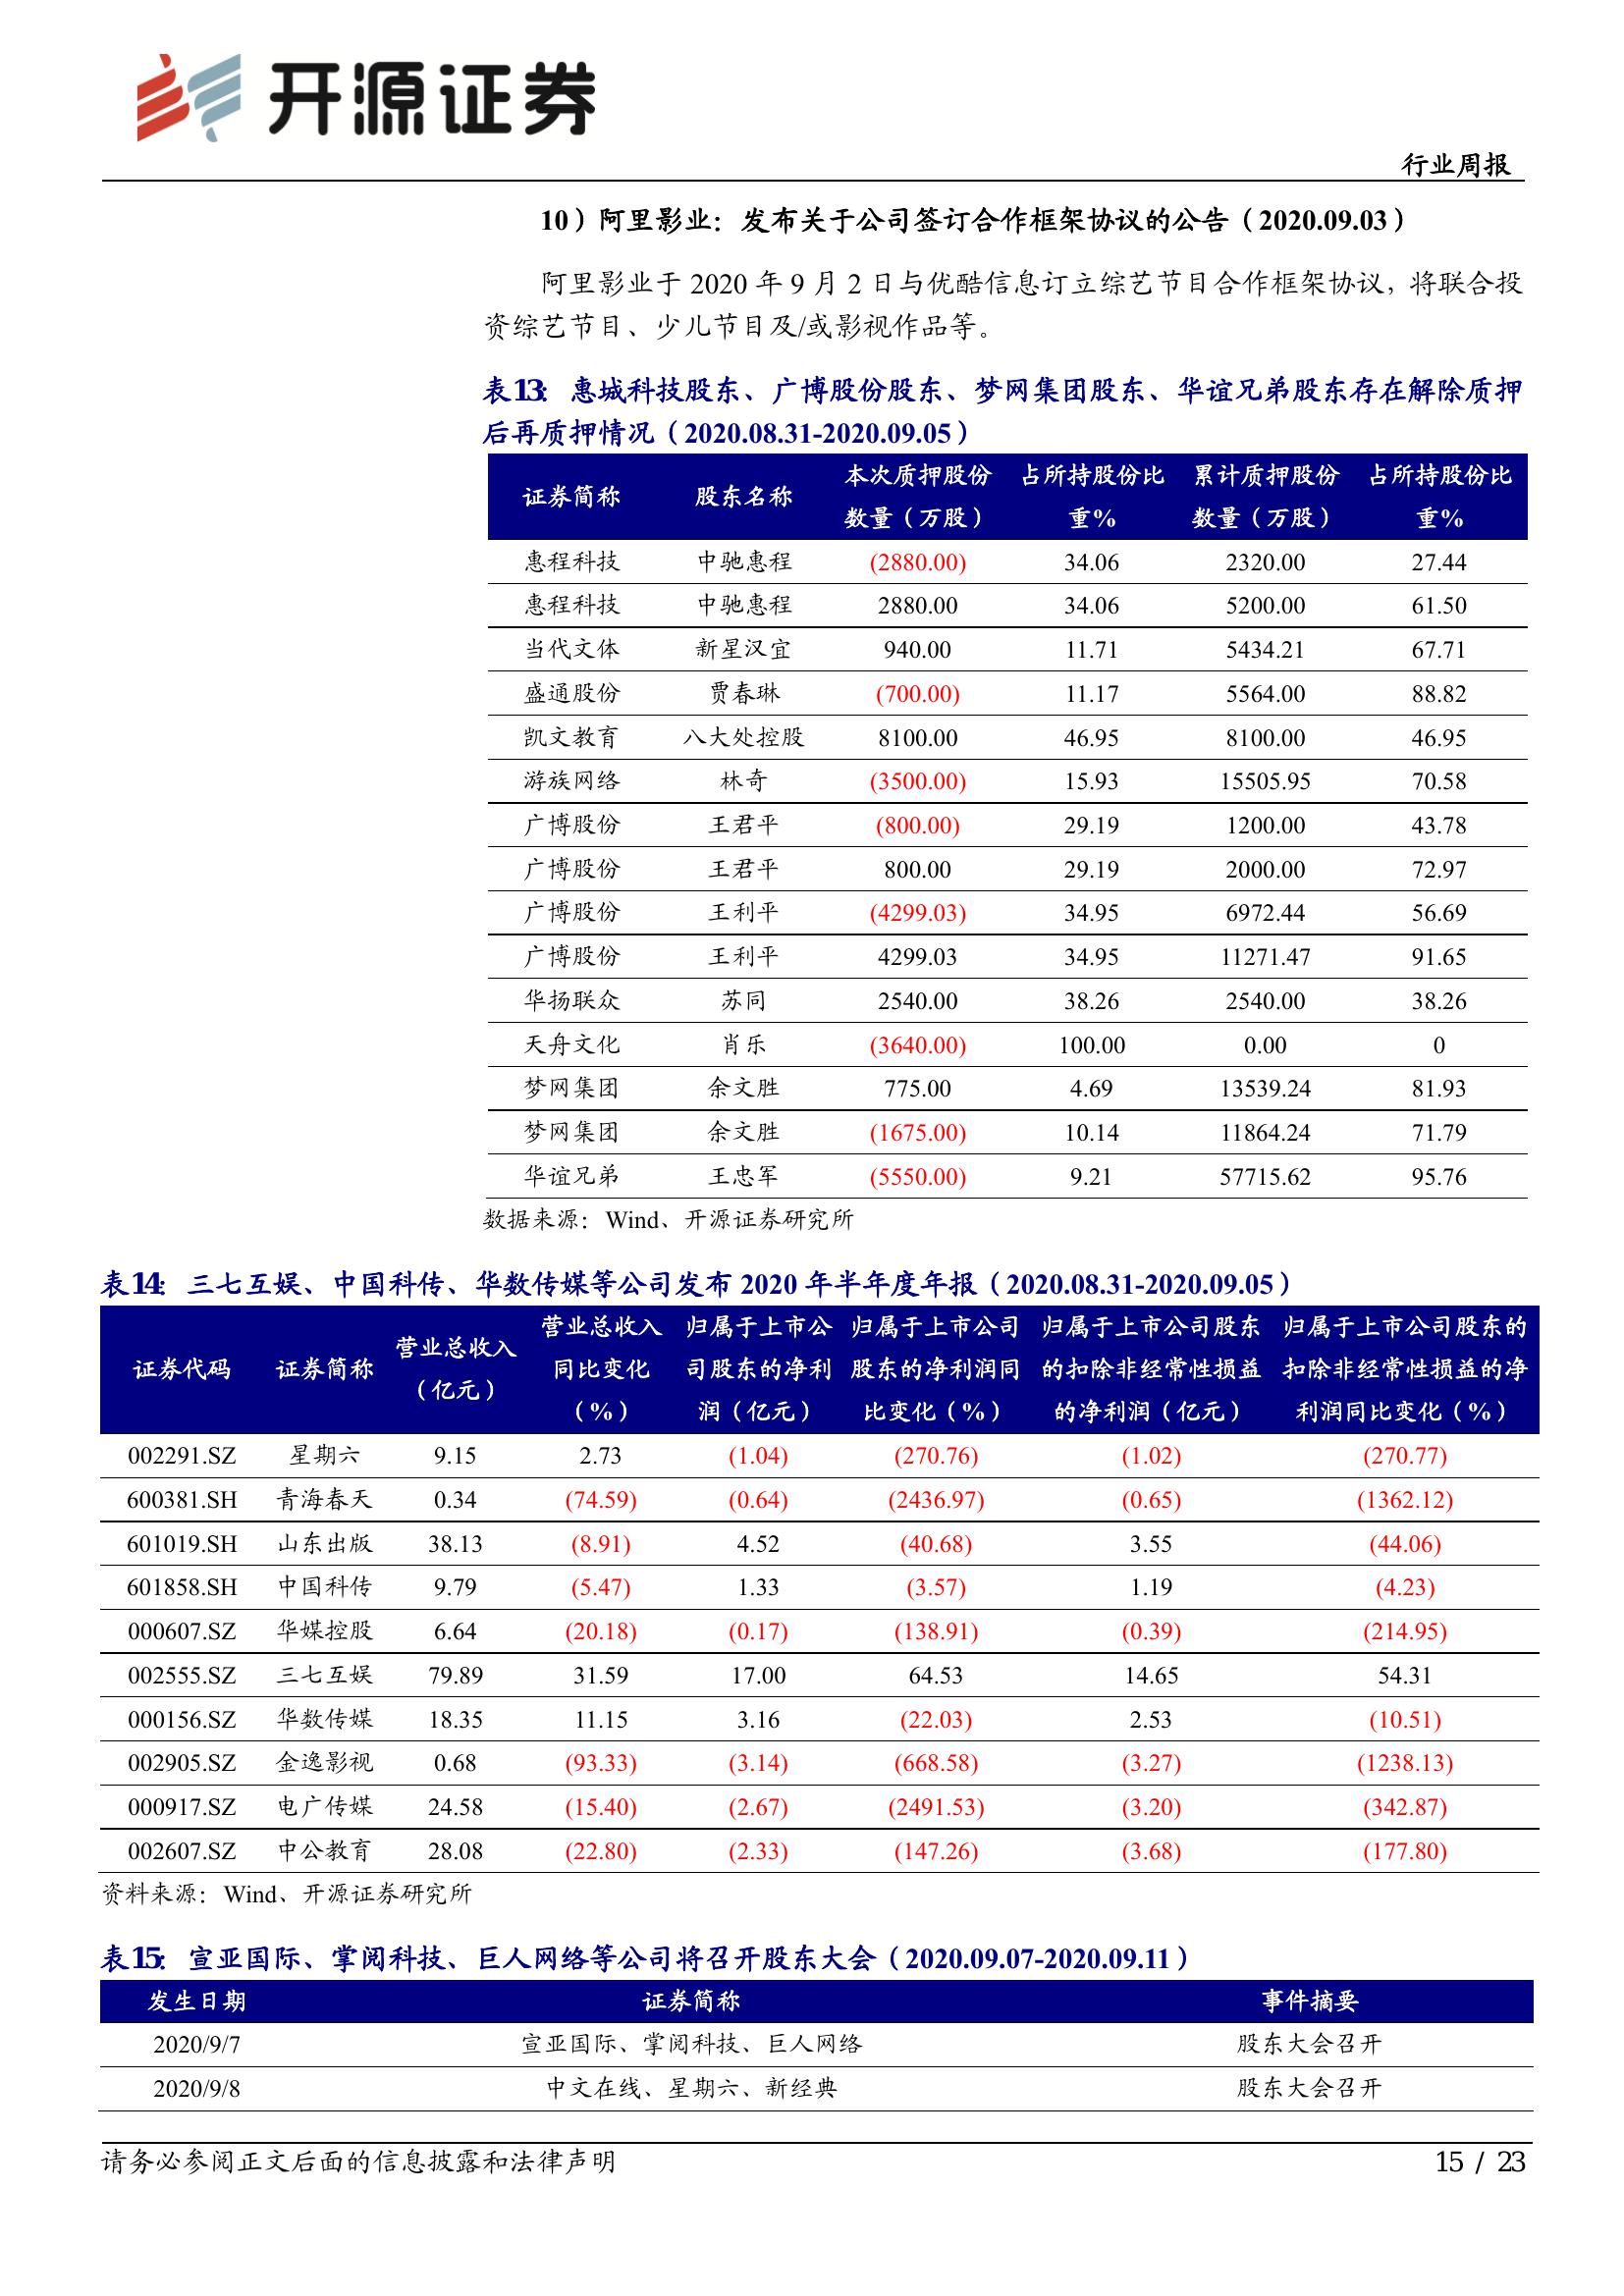 开源证券
行业周报
10）阿里影业：发布关于公司签订合作框架协议的公告（2020.09.03）
阿里影业于 2020 年 9 月 2 日与优酷信息订立综艺节目合作框架协议，将联合投
资综艺节目、少儿节目及/或影视作品等。
表13： 惠城科技股东、广博股份股东、梦网集团股东、华谊兄弟股东存在解除质押
后再质押情况（2020.08.31-2020.09.05）
证券简称 股东名称 本次质押股份数量（万股） 占所持股份比重% 累计质押股份数量（万股） 占所持股份比重%
惠程科技 中驰惠程 (2880.00) 34.06 2320.00 27.44
惠程科技 中驰惠程 2880.00 34.06 5200.00 61.50
当代文体 新星汉宜 940.00 11.71 5434.21 67.71
盛通股份 贾春琳 (700.00) 11.17 5564.00 88.82
凯文教育 八大处控股 8100.00 46.95 8100.00 46.95
游族网络 林奇 (3500.00) 15.93 15505.95 70.58
广博股份 王君平 (800.00) 29.19 1200.00 43.78
广博股份 王君平 800.00 29.19 2000.00 72.97
广博股份 王利平 (4299.03) 34.95 6972.44 56.69
广博股份 王利平 4299.03 34.95 11271.47 91.65
华扬联众 苏同 2540.00 38.26 2540.00 38.26
天舟文化 肖乐 (3640.00) 100.00 0.00 0
梦网集团 余文胜 775.00 4.69 13539.24 81.93
梦网集团 余文胜 (1675.00) 10.14 11864.24 71.79
华谊兄弟 王忠军 (5550.00) 9.21 57715.62 95.76
数据来源：Wind、开源证券研究所
表14： 三七互娱、中国科传、华数传媒等公司发布 2020 年半年度年报（2020.08.31-2020.09.05）
证券代码 证券简称 营业总收入（亿元） 营业总收入同比变化（%） 归属于上市公司股东的净利润（亿元） 归属于上市公司股东的净利润同比变化（%） 归属于上市公司股东的扣除非经常性损益的净利润（亿元） 归属于上市公司股东的扣除非经常性损益的净利润同比变化（%）
002291.SZ 星期六 9.15 2.73 (1.04) (270.76) (1.02) (270.77)
600381.SH 青海春天 0.34 (74.59) (0.64) (2436.97) (0.65) (1362.12)
601019.SH 山东出版 38.13 (8.91) 4.52 (40.68) 3.55 (44.06)
601858.SH 中国科传 9.79 (5.47) 1.33 (3.57) 1.19 (4.23)
000607.SZ 华媒控股 6.64 (20.18) (0.17) (138.91) (0.39) (214.95)
002555.SZ 三七互娱 79.89 31.59 17.00 64.53 14.65 54.31
000156.SZ 华数传媒 18.35 11.15 3.16 (22.03) 2.53 (10.51)
002905.SZ 金逸影视 0.68 (93.33) (3.14) (668.58) (3.27) (1238.13)
000917.SZ 电广传媒 24.58 (15.40) (2.67) (2491.53) (3.20) (342.87)
002607.SZ 中公教育 28.08 (22.80) (2.33) (147.26) (3.68) (177.80)
资料来源：Wind、开源证券研究所
表15： 宣亚国际、掌阅科技、巨人网络等公司将召开股东大会（2020.09.07-2020.09.11）
发生日期 证券简称 事件摘要
2020/9/7 宣亚国际、掌阅科技、巨人网络 股东大会召开
2020/9/8 中文在线、星期六、新经典 股东大会召开
请务必参阅正文后面的信息披露和法律声明 15 / 23